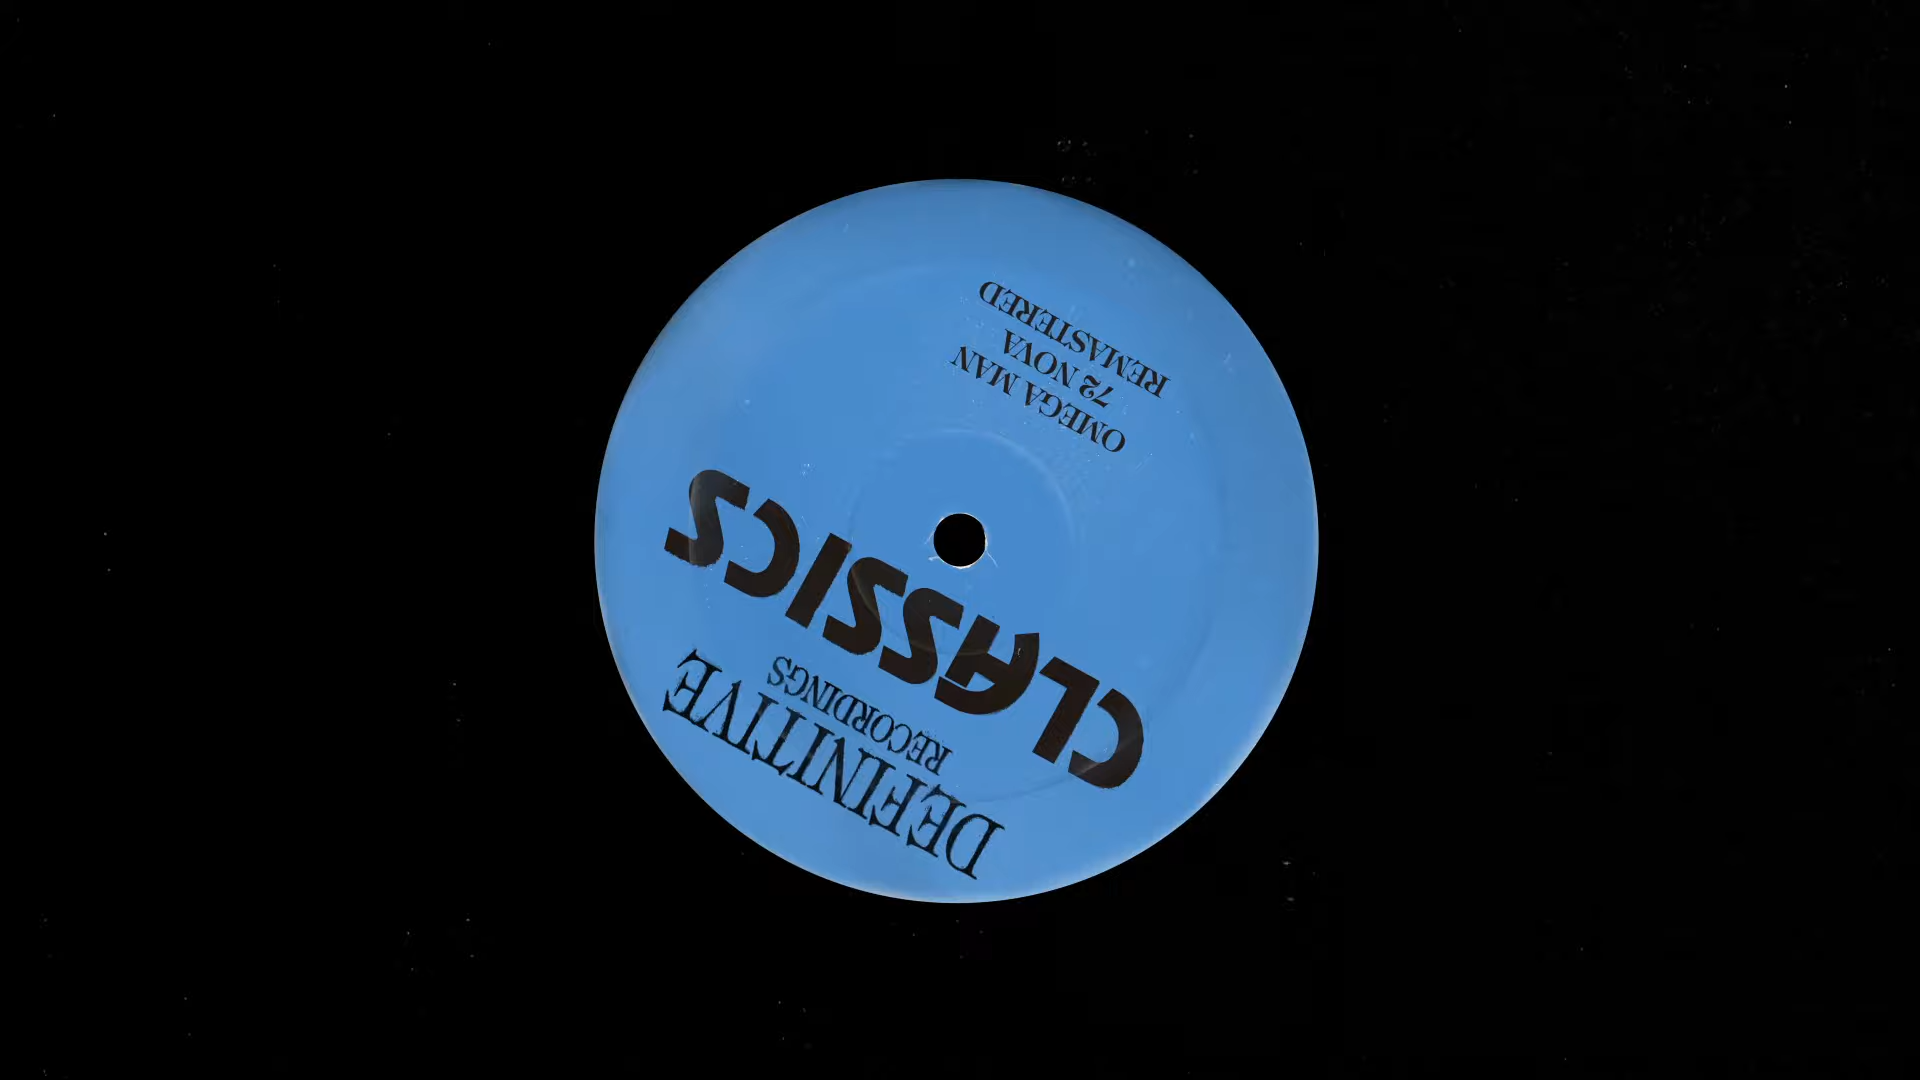 DEFINITIVE
RECORDINGS
CLASSICS
OMEGA MAN
72 NOVA
REMASTERED